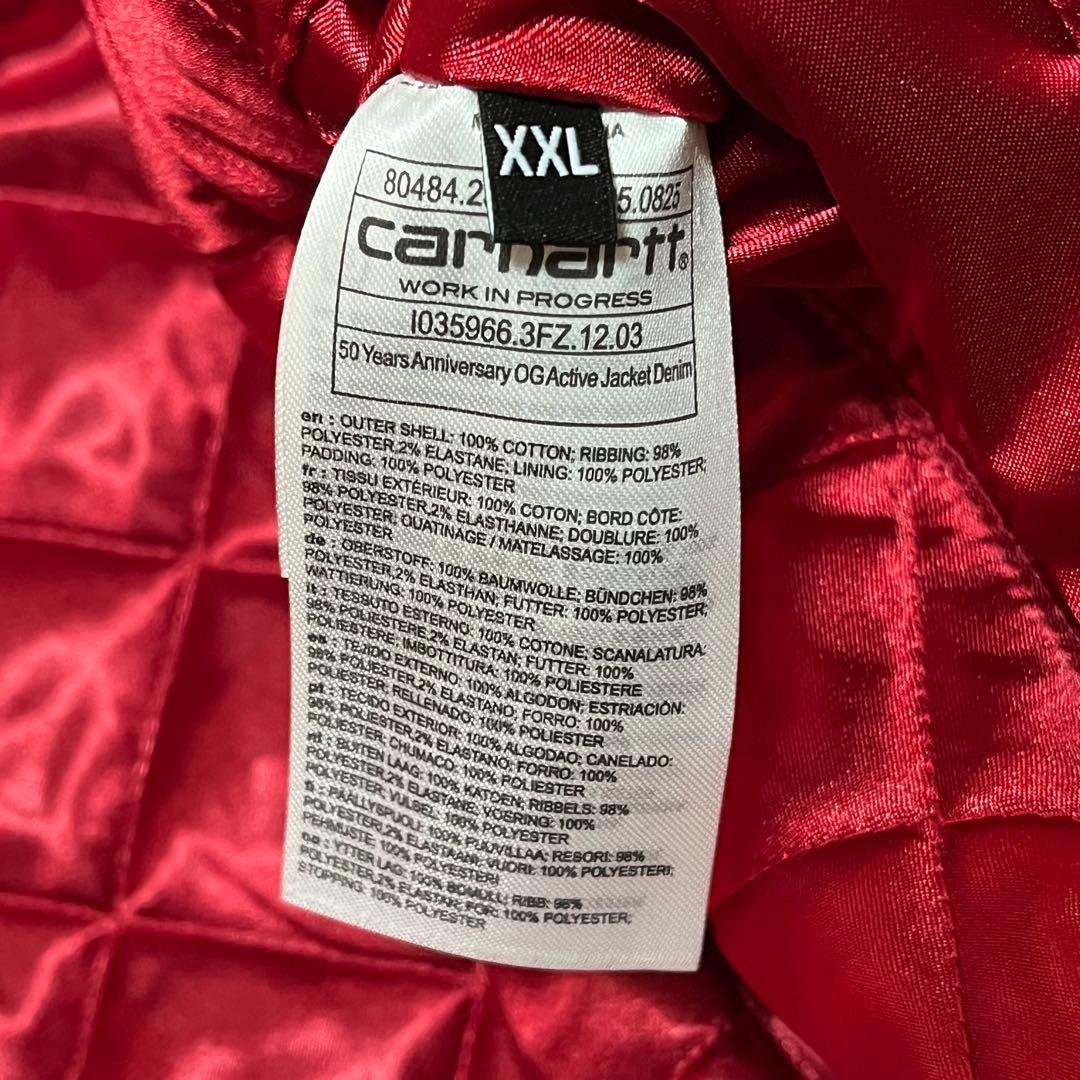 XXL
80484.2
5.0825
carhartt®
WORK IN PROGRESS
I035966.3FZ.12.03
50 Years Anniversary OG Active Jacket Denim
en : OUTER SHELL: 100% COTTON; RIBBING: 98%
POLYESTER,2% ELASTANE; LINING: 100% POLYESTER;
PADDING: 100% POLYESTER
fr : TISSU EXTÉRIEUR: 100% COTON; BORD CÔTE:
98% POLYESTER,2% ELASTHANNE; DOUBLURE: 100%
POLYESTER; OUATINAGE / MATELASSAGE: 100%
POLYESTER
de : OBERSTOFF: 100% BAUMWOLLE; BÜNDCHEN: 98%
POLYESTER,2% ELASTHAN; FUTTER: 100% POLYESTER;
WATTIERUNG: 100% POLYESTER
it : TESSUTO ESTERNO: 100% COTONE; SCANALATURA:
98% POLIESTERE,2% ELASTAN; FUTTER: 100%
POLIESTERE; IMBOTTITURA: 100% POLIESTERE
es : TEJIDO EXTERNO: 100% ALGODON; ESTRIACIÓN:
98% POLIESTER,2% ELASTANO; FORRO: 100%
POLIESTER; RELLENADO: 100% POLIESTER
pt : TECIDO EXTERIOR: 100% ALGODAO; CANELADO:
98% POLIESTER,2% ELASTANO; FORRO: 100%
POLIESTER; CHUMACO: 100% POLIESTER
nl : BUITEN LAAG: 100% KATOEN; RIBBELS: 98%
POLYESTER,2% ELASTANE; VOERING: 100%
POLYESTER; VULSEL: 100% POLYESTER
fi : PÄÄLLYSPUOLI: 100% PUUVILLAA; RESORI: 98%
POLYESTERI,2% ELASTAANI; VUORI: 100% POLYESTERI;
PEHMUSTE: 100% POLYESTERI
se : YTTER LAG: 100% BOMULL; RIBB: 98%
POLYESTER,2% ELASTAN; FOR: 100% POLYESTER;
STOPPING: 100% POLYESTER